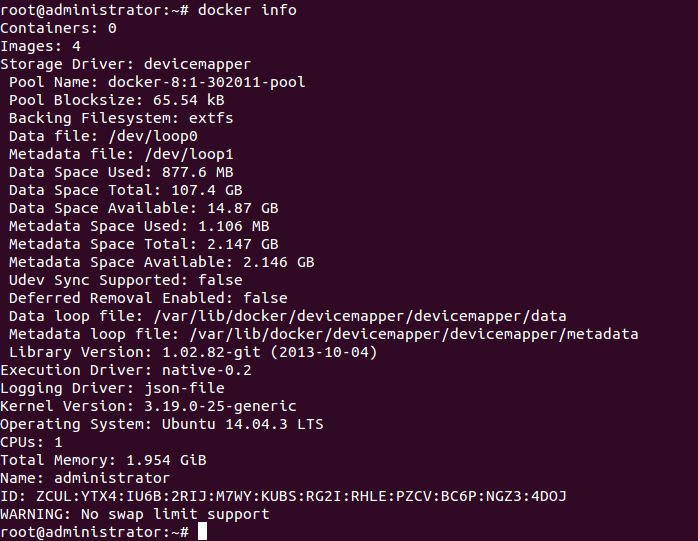 root@administrator:~# docker info
Containers: 0
Images: 4
Storage Driver: devicemapper
 Pool Name: docker-8:1-302011-pool
 Pool Blocksize: 65.54 kB
 Backing Filesystem: extfs
 Data file: /dev/loop0
 Metadata file: /dev/loop1
 Data Space Used: 877.6 MB
 Data Space Total: 107.4 GB
 Data Space Available: 14.87 GB
 Metadata Space Used: 1.106 MB
 Metadata Space Total: 2.147 GB
 Metadata Space Available: 2.146 GB
 Udev Sync Supported: false
 Deferred Removal Enabled: false
 Data loop file: /var/lib/docker/devicemapper/devicemapper/data
 Metadata loop file: /var/lib/docker/devicemapper/devicemapper/metadata
 Library Version: 1.02.82-git (2013-10-04)
Execution Driver: native-0.2
Logging Driver: json-file
Kernel Version: 3.19.0-25-generic
Operating System: Ubuntu 14.04.3 LTS
CPUs: 1
Total Memory: 1.954 GiB
Name: administrator
ID: ZCUL:YTX4:IU6B:2RIJ:M7WY:KUBS:RG2I:RHLE:PZCV:BC6P:NGZ3:4DOJ
WARNING: No swap limit support
root@administrator:~#